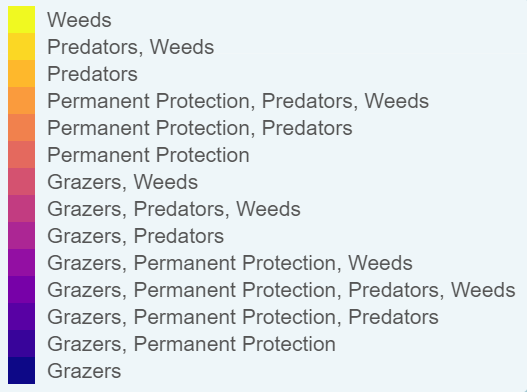 Weeds
Predators, Weeds
Predators
Permanent Protection, Predators, Weeds
Permanent Protection, Predators
Permanent Protection
Grazers, Weeds
Grazers, Predators, Weeds
Grazers, Predators
Grazers, Permanent Protection, Weeds
Grazers, Permanent Protection, Predators, Weeds
Grazers, Permanent Protection, Predators
Grazers, Permanent Protection
Grazers